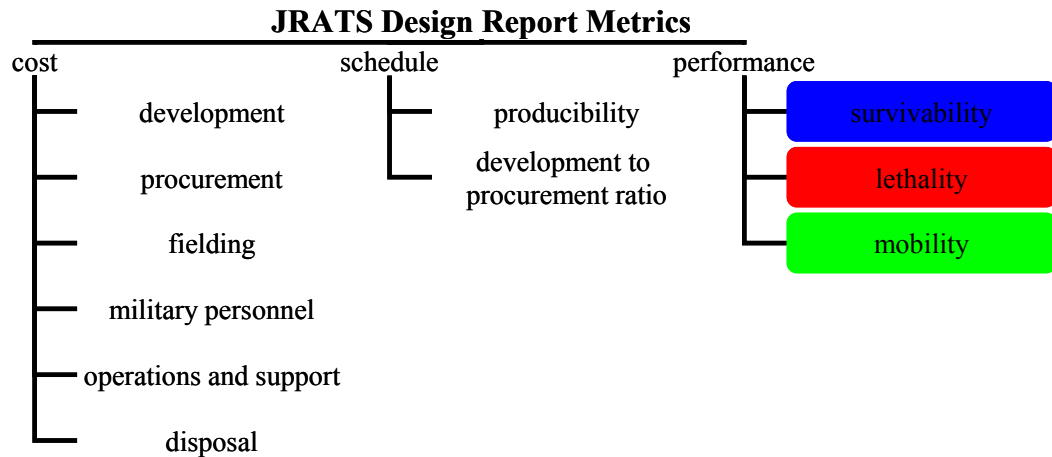 JRATS Design Report Metrics
cost
development
procurement
fielding
military personnel
operations and support
disposal
schedule
producibility
development to
procurement ratio
performance
survivability
lethality
mobility